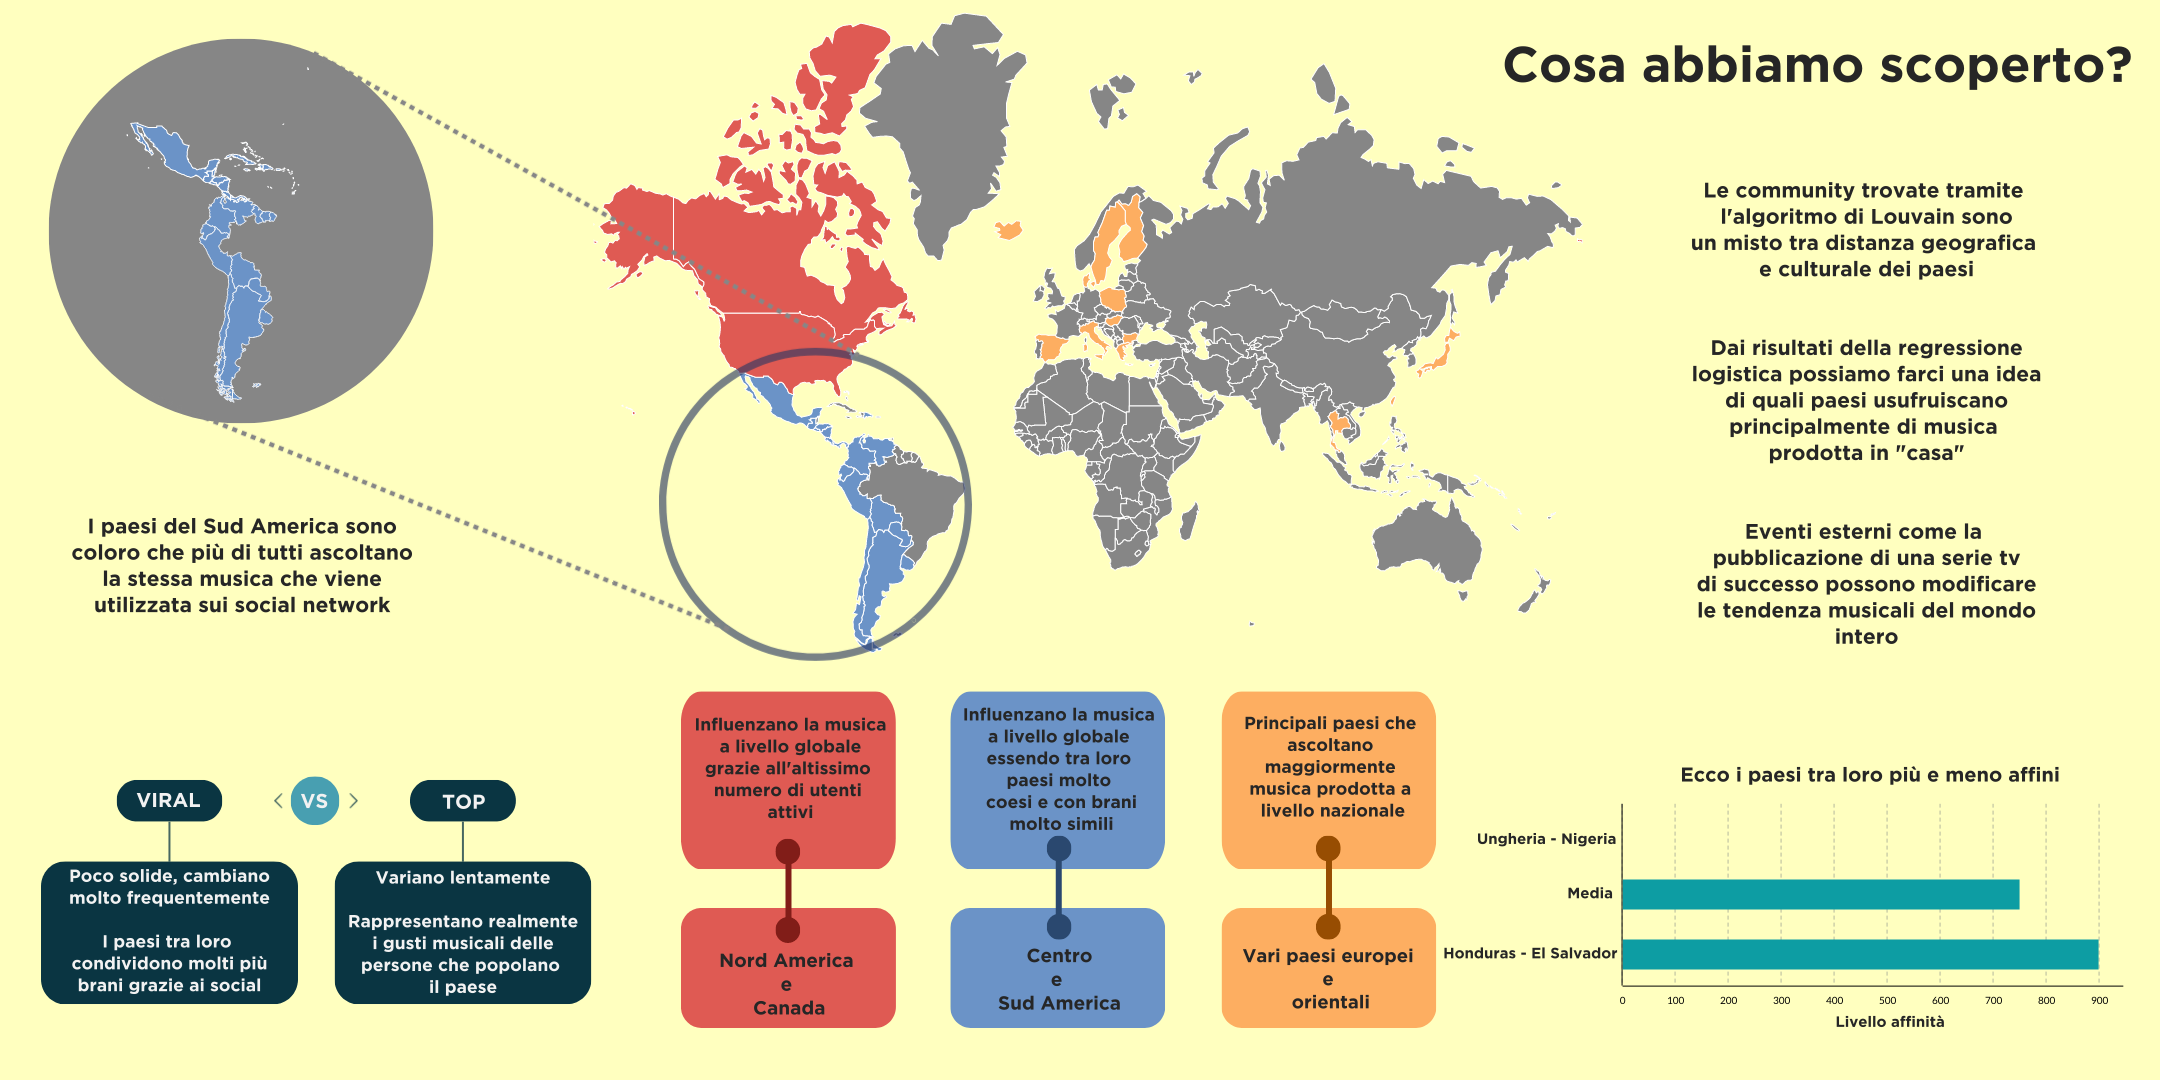 Cosa abbiamo scoperto?
Le community trovate tramite
l'algoritmo di Louvain sono
un misto tra distanza geografica
e culturale dei paesi
Dai risultati della regressione
logistica possiamo farci una idea
di quali paesi usufruiscano
principalmente di musica
prodotta in "casa"
Eventi esterni come la
pubblicazione di una serie tv
di successo possono modificare
le tendenza musicali del mondo
intero
I paesi del Sud America sono
coloro che più di tutti ascoltano
la stessa musica che viene
utilizzata sui social network
VIRAL
VS
TOP
Poco solide, cambiano
molto frequentemente
I paesi tra loro
condividono molti più
brani grazie ai social
Variano lentamente
Rappresentano realmente
i gusti musicali delle
persone che popolano
il paese
Influenzano la musica
a livello globale
grazie all'altissimo
numero di utenti
attivi
Nord America
e
Canada
Influenzano la musica
a livello globale
essendo tra loro
paesi molto
coesi e con brani
molto simili
Centro
e
Sud America
Principali paesi che
ascoltano
maggiormente
musica prodotta a
livello nazionale
Vari paesi europei
e
orientali
Ecco i paesi tra loro più e meno affini
Ungheria - Nigeria
Media
Honduras - El Salvador
0 100 200 300 400 500 600 700 800 900
Livello affinità